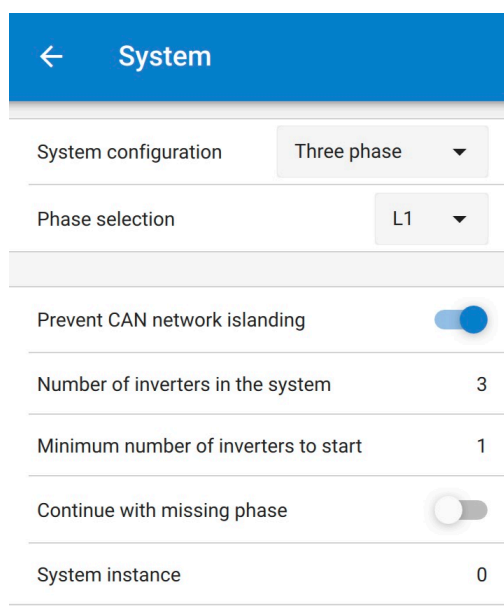 System
System configuration Three phase
Phase selection L1
Prevent CAN network islanding
Number of inverters in the system 3
Minimum number of inverters to start 1
Continue with missing phase
System instance 0